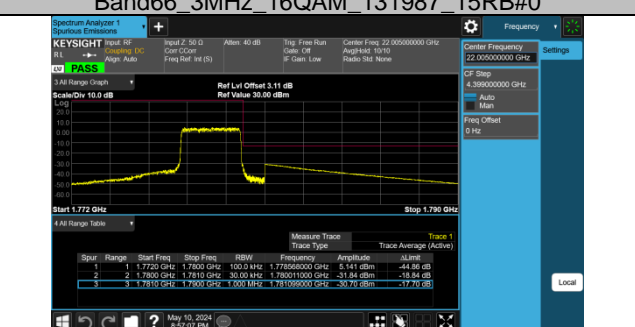 Band66_3MHz_16QAM_131987_15RB#0
Spectrum Analyzer 1
Spurious Emissions
Frequency
KEYSIGHT
Input: RF
Coupling: DC
Align: Auto
Input Z: 50 Ω
Corr CCorr
Freq Ref: Int (S)
Atten: 40 dB
Trig: Free Run
Gate: Off
IF Gain: Low
Center Freq: 22.005000000 GHz
Avg|Hold: 10/10
Radio Std: None
PASS
Center Frequency
22.005000000 GHz
Settings
CF Step
4.399000000 GHz
Auto
Man
Freq Offset
0 Hz
3 All Range Graph
Scale/Div 10.0 dB
Ref Lvl Offset 3.11 dB
Ref Value 30.00 dBm
Log
20.0
10.0
0.00
-10.0
-20.0
-30.0
-40.0
-50.0
-60.0
Start 1.772 GHz
Stop 1.790 GHz
4 All Range Table
Measure Trace Trace 1
Trace Type Trace Average (Active)
Spur Range Start Freq Stop Freq RBW Frequency Amplitude ΔLimit
1 1 1.7720 GHz 1.7800 GHz 100.0 kHz 1.778568000 GHz 5.141 dBm -44.86 dB
2 2 1.7800 GHz 1.7810 GHz 30.00 kHz 1.780011000 GHz -31.84 dBm -18.84 dB
3 3 1.7810 GHz 1.7900 GHz 1.000 MHz 1.781099000 GHz -30.70 dBm -17.70 dB
Local
May 10, 2024
8:57:07 PM